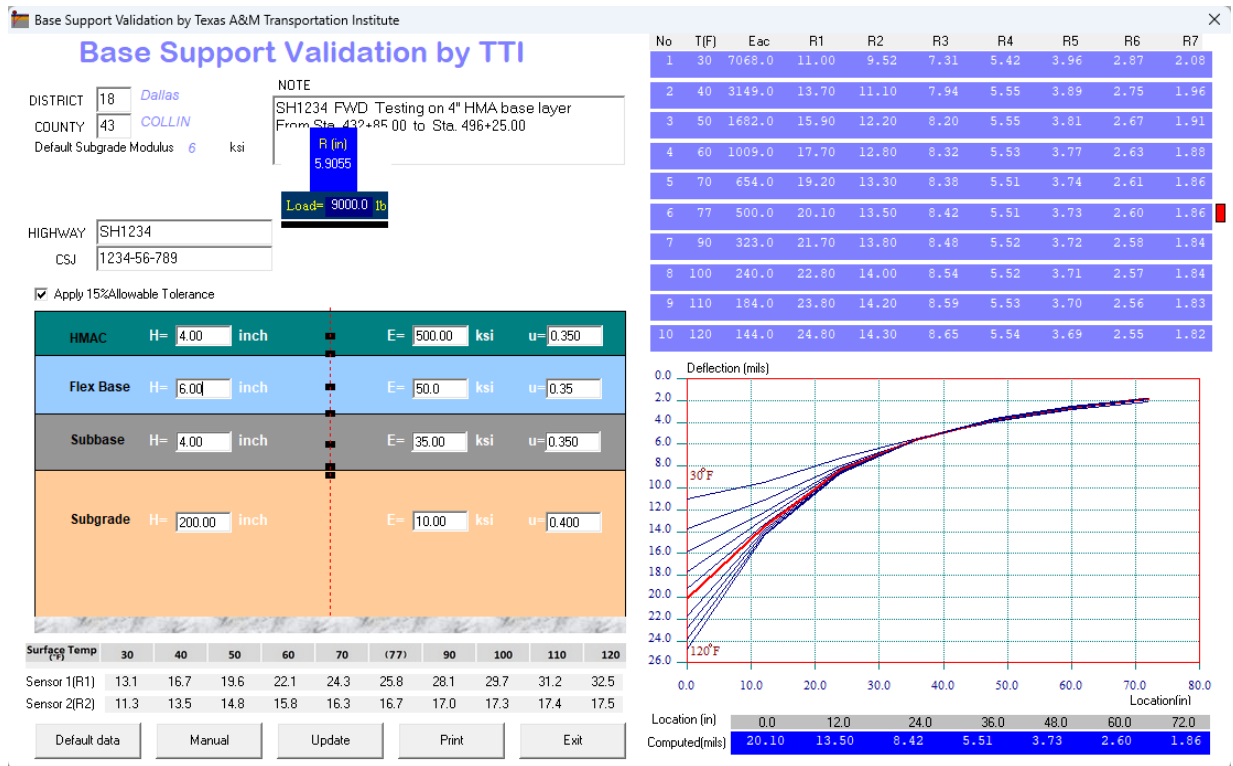 Base Support Validation by Texas A&M Transportation Institute
Base Support Validation by TTI
DISTRICT 18 Dallas
COUNTY 43 COLLIN
Default Subgrade Modulus 6 ksi
NOTE
SH1234 FWD Testing on 4" HMA base layer
From Sta. 432+85.00 to Sta. 496+25.00
R (in)
5.9055
Load= 9000.0 lb
HIGHWAY SH1234
CSJ 1234-56-789
Apply 15%Allowable Tolerance
HMAC H= 4.00 inch E= 500.00 ksi u= 0.350
Flex Base H= 6.00 inch E= 50.0 ksi u= 0.35
Subbase H= 4.00 inch E= 35.00 ksi u= 0.350
Subgrade H= 200.00 inch E= 10.00 ksi u= 0.400
Surface Temp (°F) 30 40 50 60 70 (77) 90 100 110 120
Sensor 1(R1) 13.1 16.7 19.6 22.1 24.3 25.8 28.1 29.7 31.2 32.5
Sensor 2(R2) 11.3 13.5 14.8 15.8 16.3 16.7 17.0 17.3 17.4 17.5
Default data Manual Update Print Exit
No T(F) Eac R1 R2 R3 R4 R5 R6 R7
1 30 7068.0 11.00 9.52 7.31 5.42 3.96 2.87 2.08
2 40 3149.0 13.70 11.10 7.94 5.55 3.89 2.75 1.96
3 50 1682.0 15.90 12.20 8.20 5.55 3.81 2.67 1.91
4 60 1009.0 17.70 12.80 8.32 5.53 3.77 2.63 1.88
5 70 654.0 19.20 13.30 8.38 5.51 3.74 2.61 1.86
6 77 500.0 20.10 13.50 8.42 5.51 3.73 2.60 1.86
7 90 323.0 21.70 13.80 8.48 5.52 3.72 2.58 1.84
8 100 240.0 22.80 14.00 8.54 5.52 3.71 2.57 1.84
9 110 184.0 23.80 14.20 8.59 5.53 3.70 2.56 1.83
10 120 144.0 24.80 14.30 8.65 5.54 3.69 2.55 1.82
Deflection (mils)
0.0
2.0
4.0
6.0
8.0
10.0
12.0
14.0
16.0
18.0
20.0
22.0
24.0
26.0
30°F
120°F
0.0 10.0 20.0 30.0 40.0 50.0 60.0 70.0 80.0
Location(in)
Location (in) 0.0 12.0 24.0 36.0 48.0 60.0 72.0
Computed(mils) 20.10 13.50 8.42 5.51 3.73 2.60 1.86